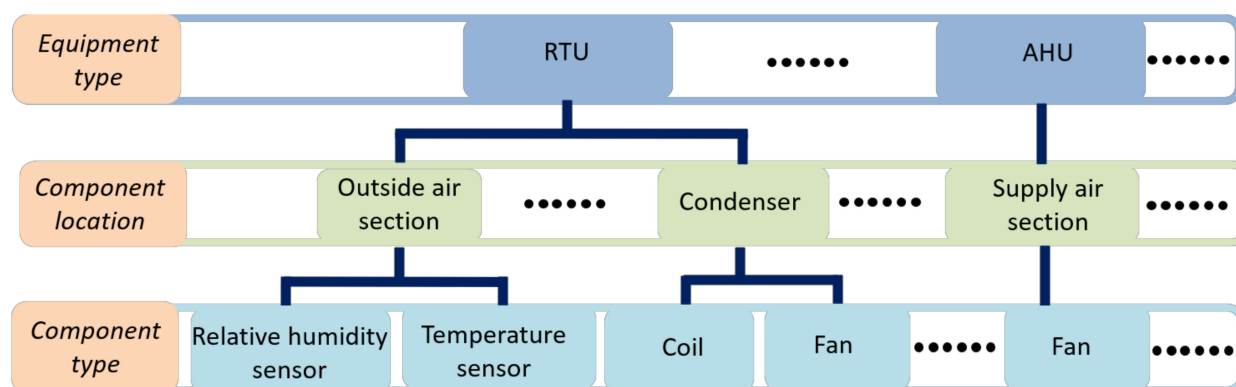 Equipment
type
RTU
••••••
AHU
••••••
Component
location
Outside air
section
••••••
Condenser
••••••
Supply air
section
••••••
Component
type
Relative humidity
sensor
Temperature
sensor
Coil
Fan
••••••
Fan
••••••